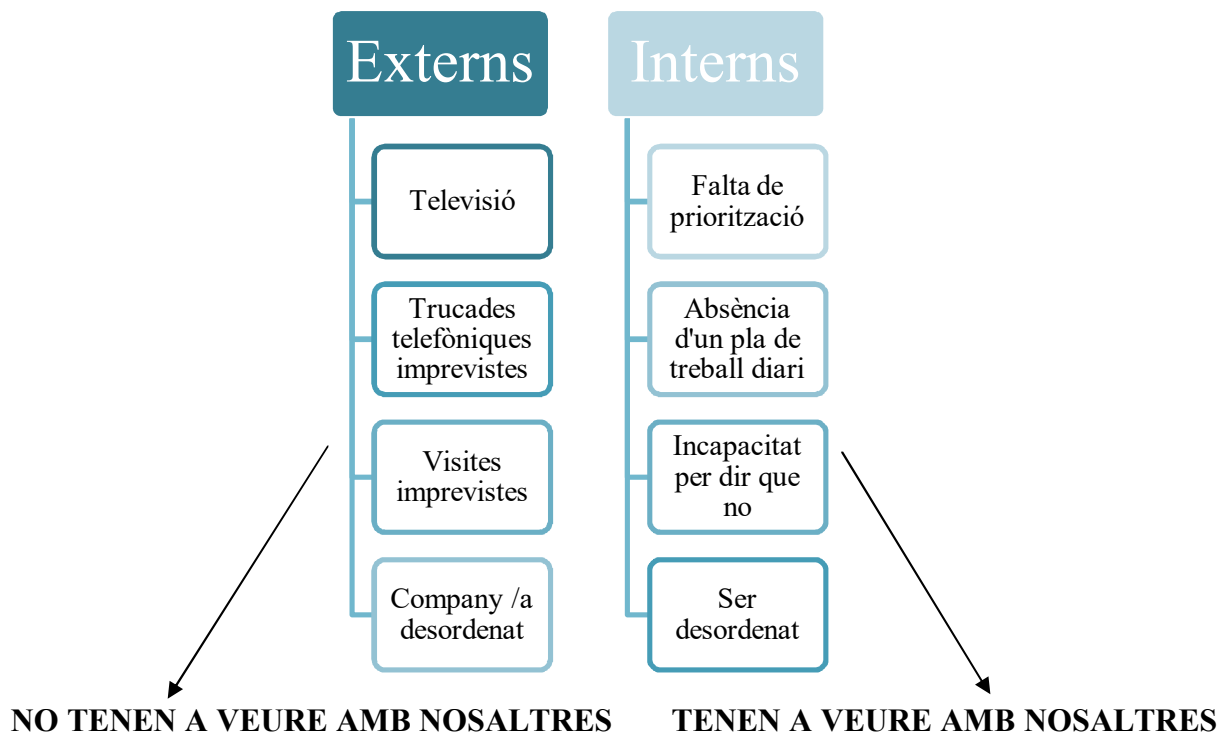 Externs
Televisió
Trucades
telefòniques
imprevistes
Visites
imprevistes
Company /a
desordenat
NO TENEN A VEURE AMB NOSALTRES
Interns
Falta de
priorització
Absència
d'un pla de
treball diari
Incapacitat
per dir que
no
Ser
desordenat
TENEN A VEURE AMB NOSALTRES